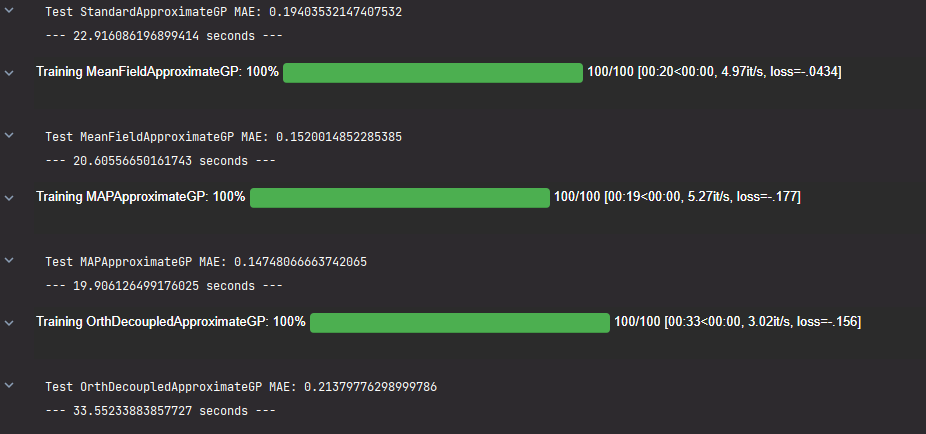 Test StandardApproximateGP MAE: 0.19403532147407532
--- 22.916086196899414 seconds ---
Training MeanFieldApproximateGP: 100% 100/100 [00:20<00:00, 4.97it/s, loss=-.0434]
Test MeanFieldApproximateGP MAE: 0.1520014852285385
--- 20.60556650161743 seconds ---
Training MAPApproximateGP: 100% 100/100 [00:19<00:00, 5.27it/s, loss=-.177]
Test MAPApproximateGP MAE: 0.14748066663742065
--- 19.906126499176025 seconds ---
Training OrthDecoupledApproximateGP: 100% 100/100 [00:33<00:00, 3.02it/s, loss=-.156]
Test OrthDecoupledApproximateGP MAE: 0.21379776298999786
--- 33.55233883857727 seconds ---